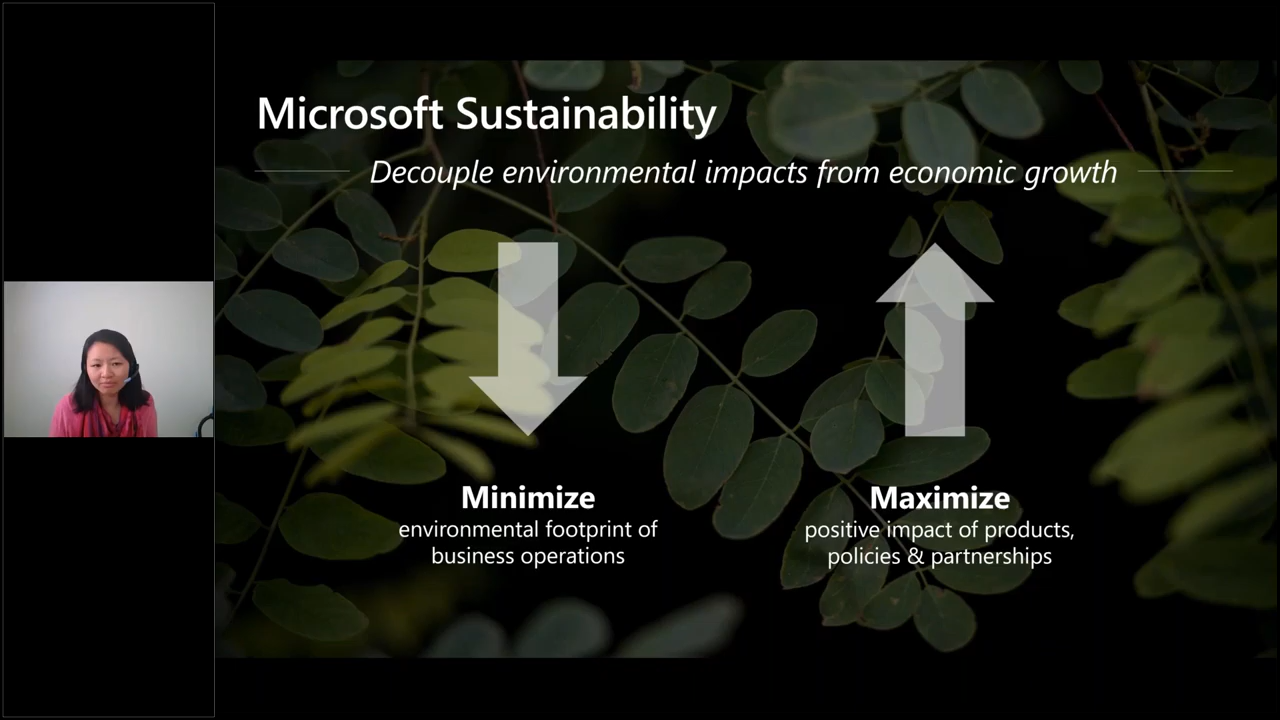 Microsoft Sustainability
Decouple environmental impacts from economic growth
Minimize
environmental footprint of
business operations
Maximize
positive impact of products,
policies & partnerships